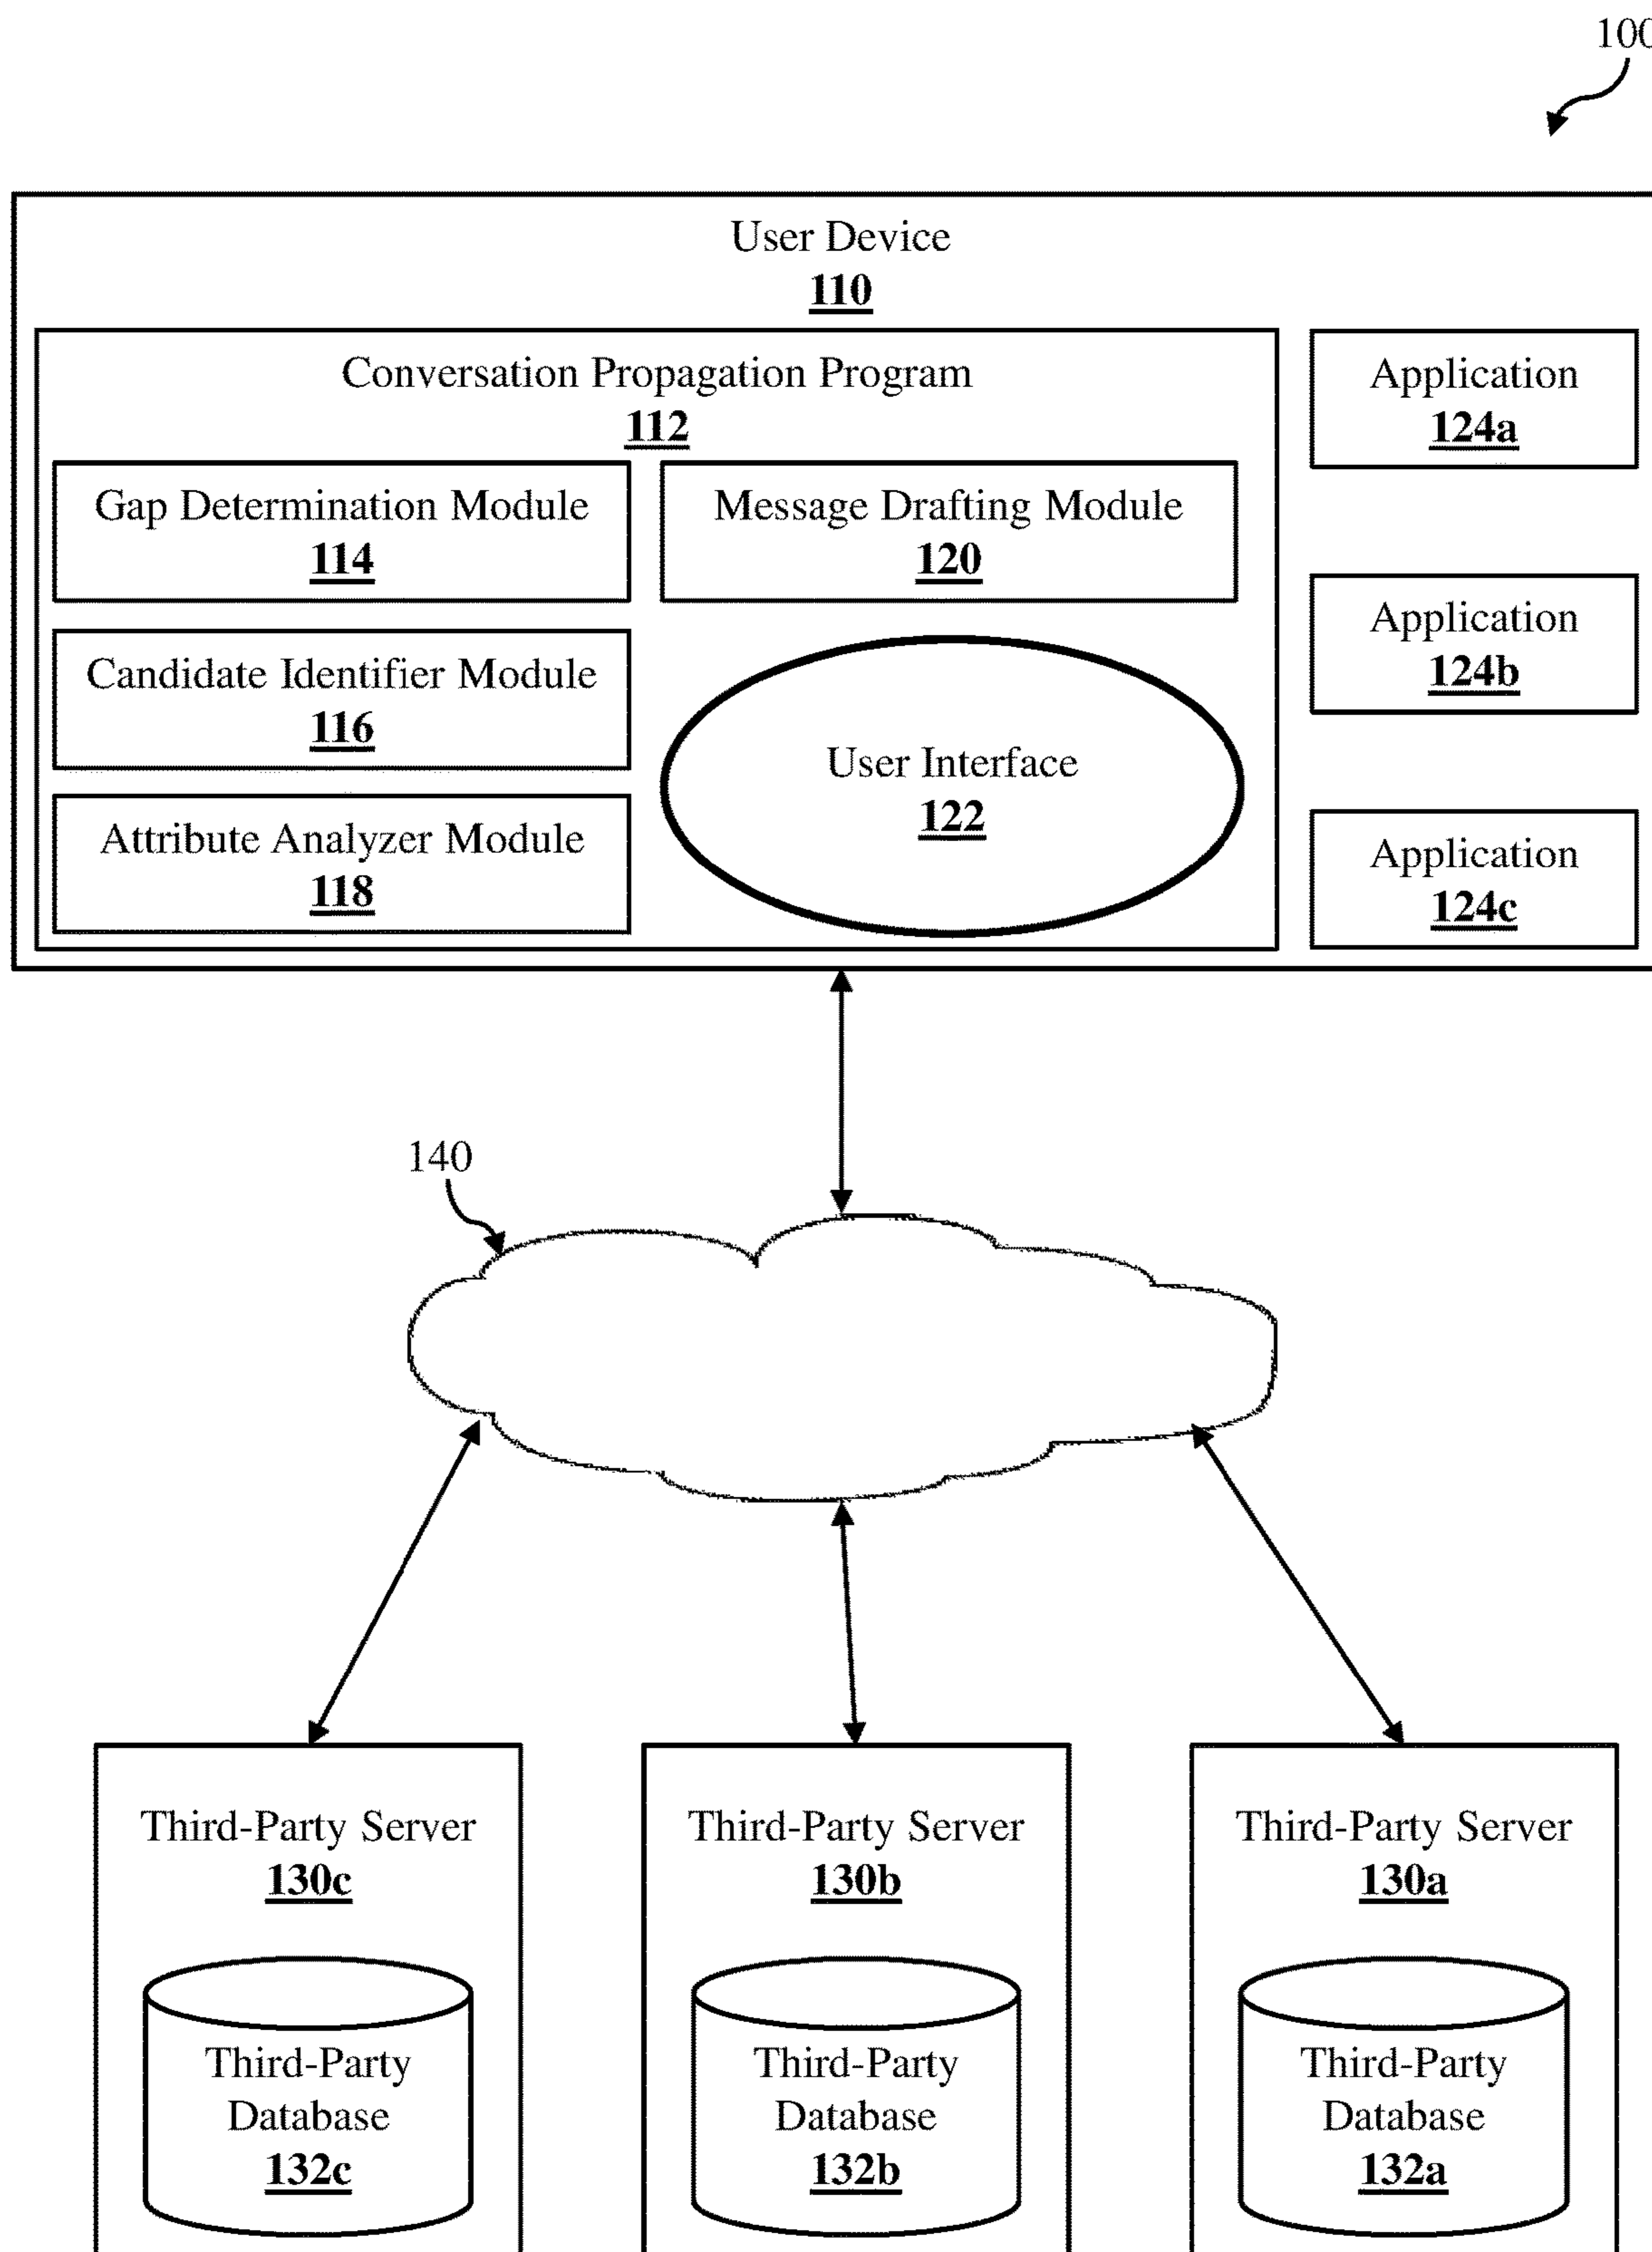 100
User Device
110
Conversation Propagation Program
112
Gap Determination Module
114
Message Drafting Module
120
Candidate Identifier Module
116
User Interface
122
Attribute Analyzer Module
118
Application
124a
Application
124b
Application
124c
140
Third-Party Server
130c
Third-Party
Database
132c
Third-Party Server
130b
Third-Party
Database
132b
Third-Party Server
130a
Third-Party
Database
132a